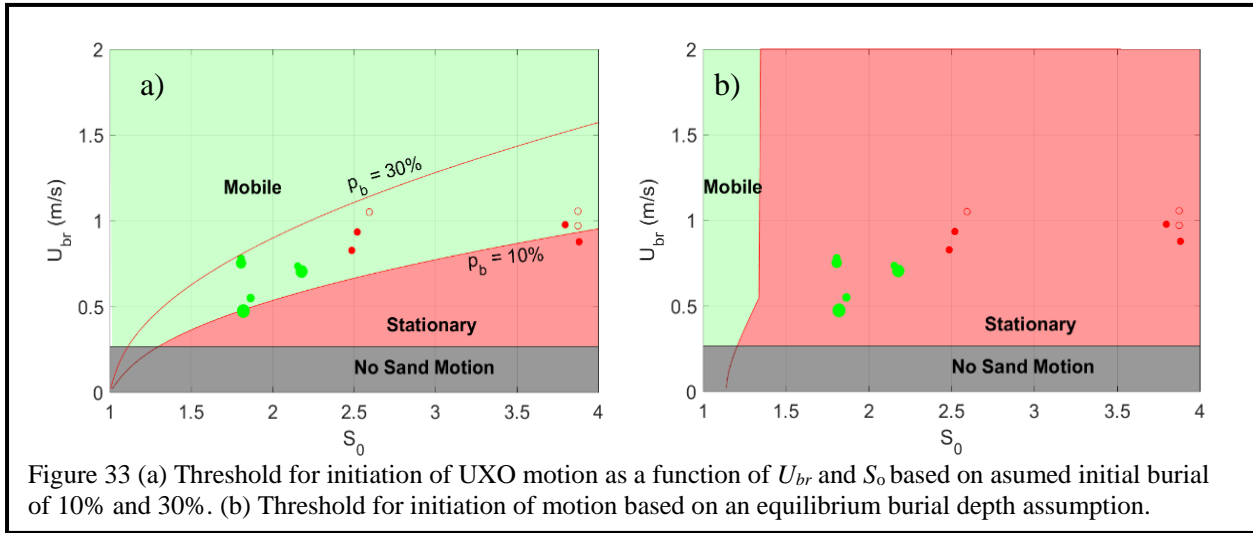 a)
2
1.5
1
0.5
0
U_br (m/s)
Mobile
p_b = 30%
p_b = 10%
Stationary
No Sand Motion
1 1.5 2 2.5 3 3.5 4
S_0
b)
2
1.5
1
0.5
0
U_br (m/s)
Mobile
Stationary
No Sand Motion
1 1.5 2 2.5 3 3.5 4
S_0
Figure 33 (a) Threshold for initiation of UXO motion as a function of U_br and S_o based on asumed initial burial
of 10% and 30%. (b) Threshold for initiation of motion based on an equilibrium burial depth assumption.